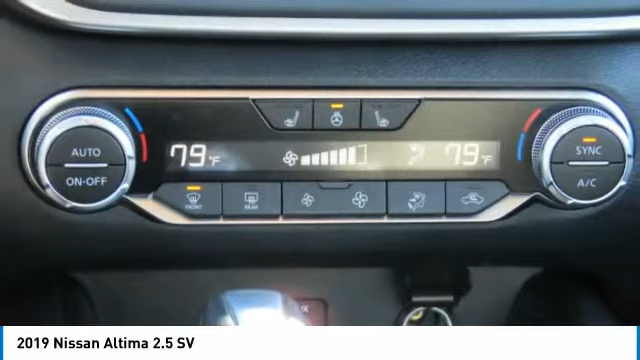 79°F
79°F
AUTO
ON·OFF
SYNC
A/C
FRONT
REAR
2019 Nissan Altima 2.5 SV